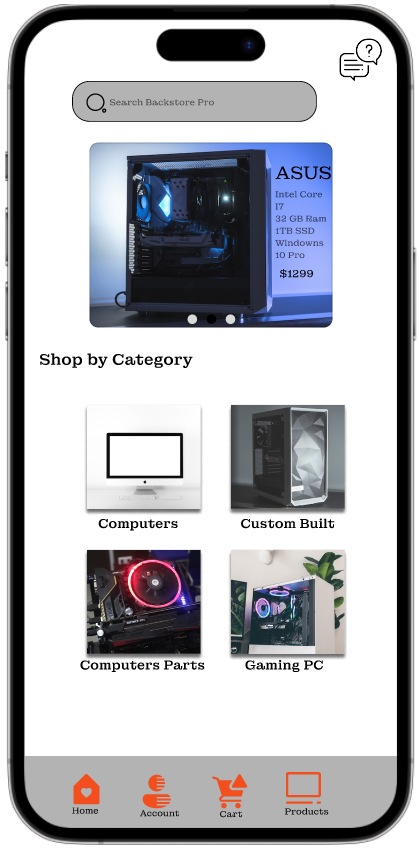 ?
Search Backstore Pro
ASUS
Intel Core
I7
32 GB Ram
1TB SSD
Windowns
10 Pro
$1299
Shop by Category
Computers
Custom Built
Computers Parts
Gaming PC
Home
Account
Cart
Products